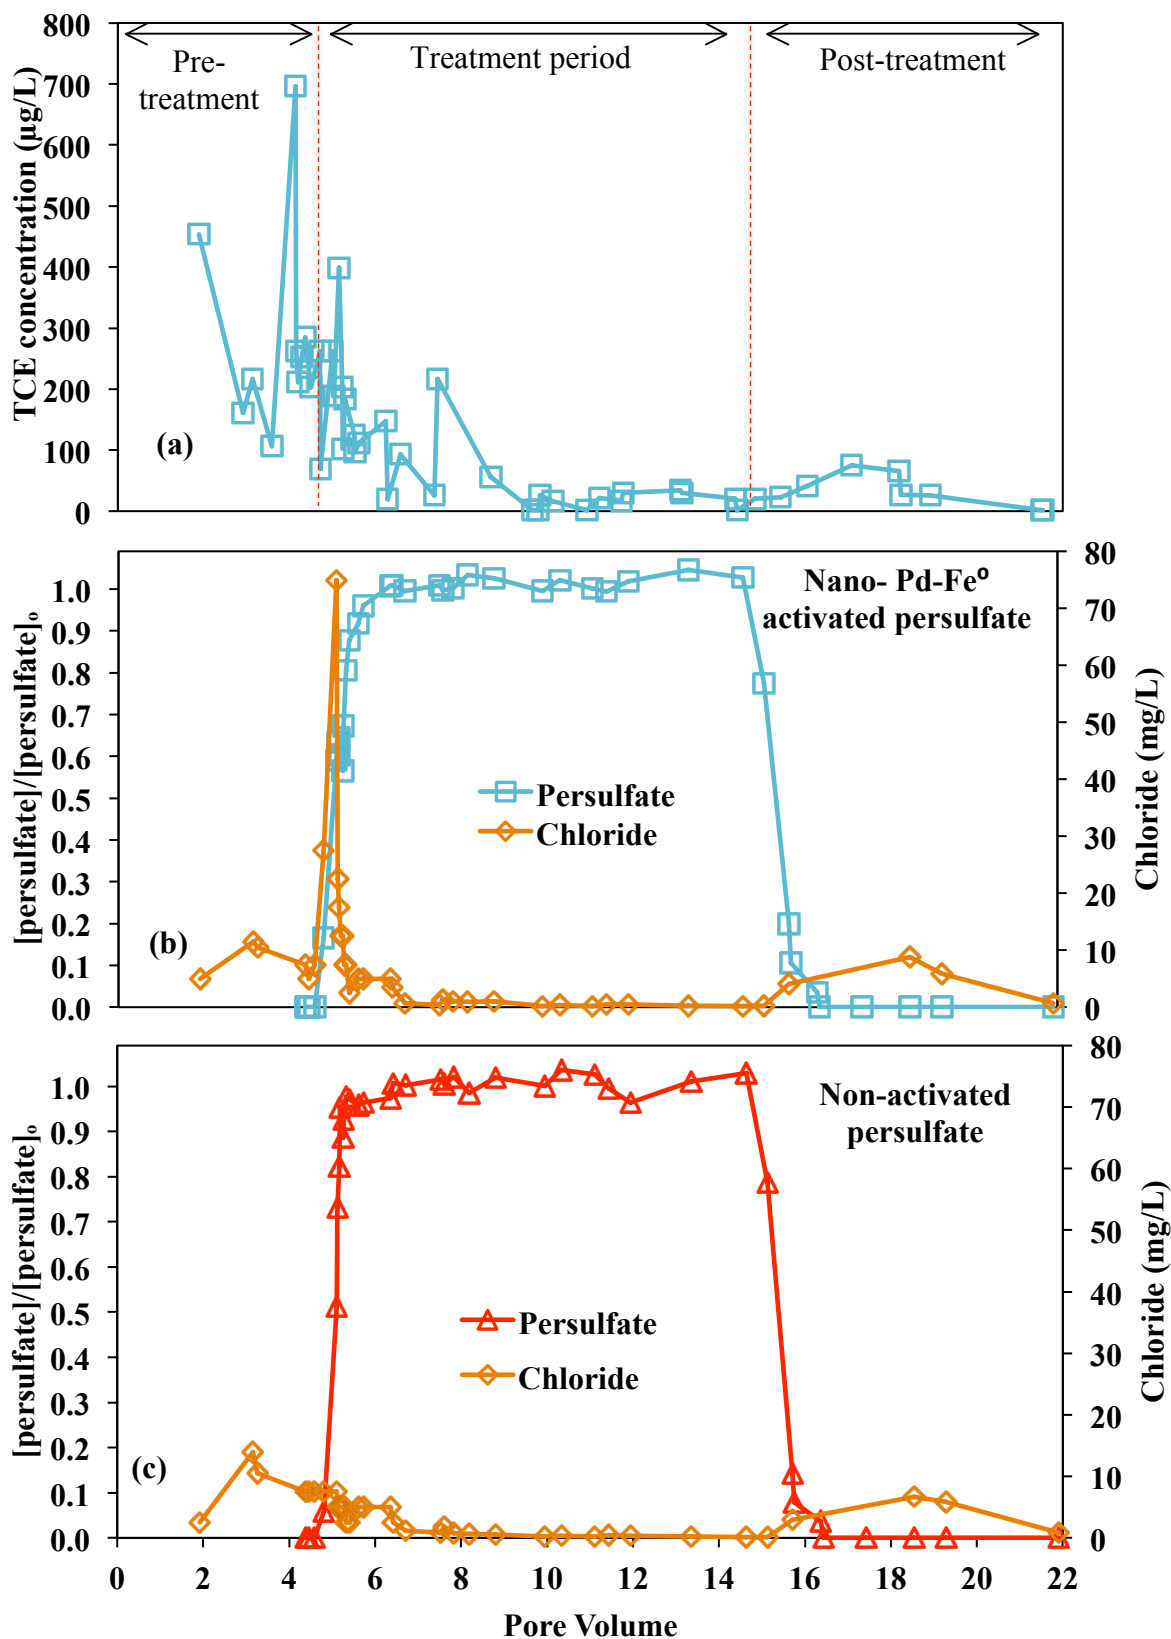 800
700
600
500
400
300
200
100
0
TCE concentration (µg/L)
Pre-
treatment
Treatment period
Post-treatment
(a)
1.0
0.9
0.8
0.7
0.6
0.5
0.4
0.3
0.2
0.1
0.0
[persulfate]/[persulfate]₀
80
70
60
50
40
30
20
10
0
Chloride (mg/L)
Nano- Pd-Fe⁰
activated persulfate
Persulfate
Chloride
(b)
1.0
0.9
0.8
0.7
0.6
0.5
0.4
0.3
0.2
0.1
0.0
[persulfate]/[persulfate]₀
80
70
60
50
40
30
20
10
0
Chloride (mg/L)
Non-activated
persulfate
Persulfate
Chloride
(c)
0 2 4 6 8 10 12 14 16 18 20 22
Pore Volume